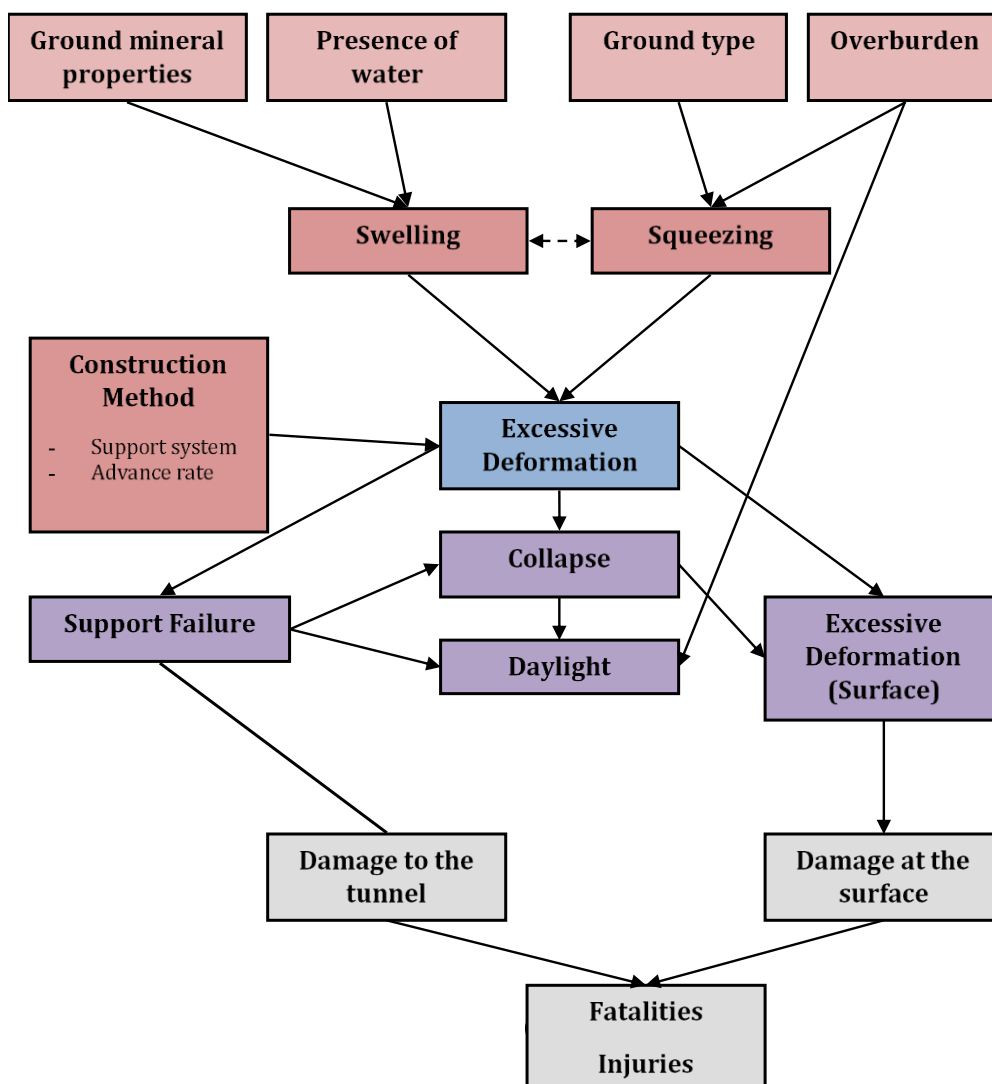 Ground mineral
properties
Presence of
water
Ground type
Overburden
Swelling
Squeezing
Construction
Method
- Support system
- Advance rate
Excessive
Deformation
Collapse
Support Failure
Daylight
Excessive
Deformation
(Surface)
Damage to the
tunnel
Damage at the
surface
Fatalities
Injuries